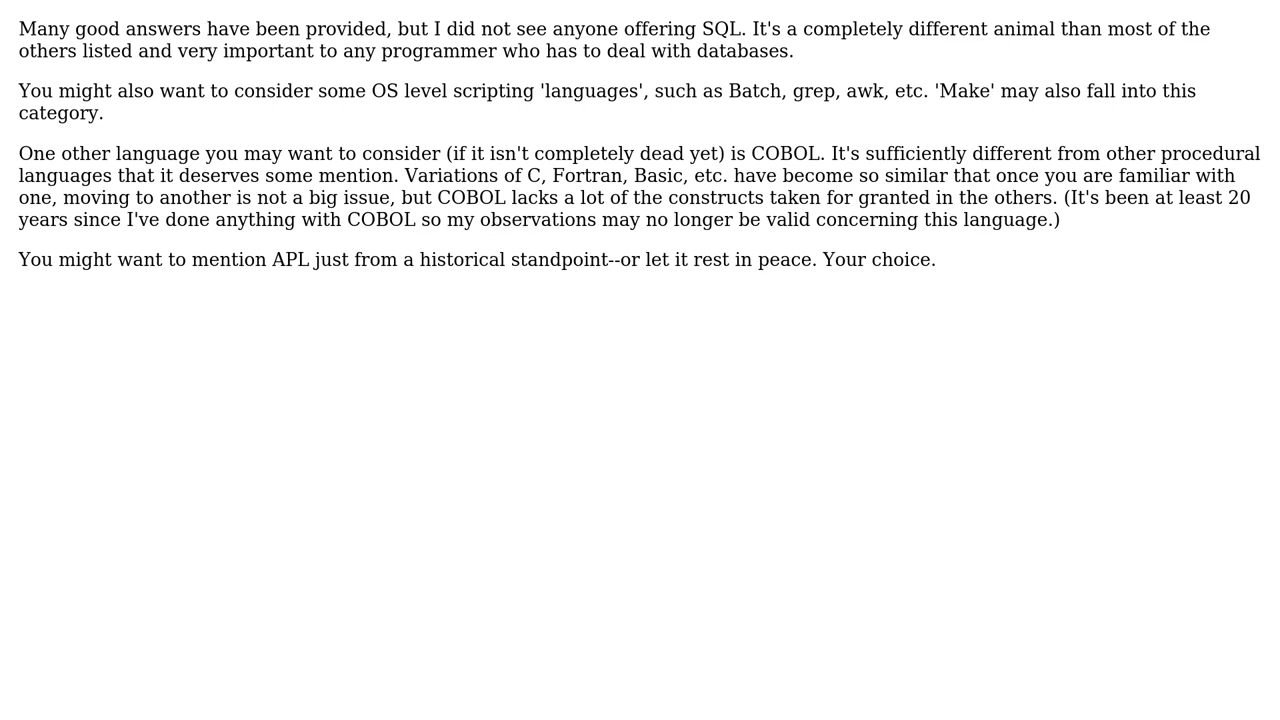 Many good answers have been provided, but I did not see anyone offering SQL. It's a completely different animal than most of the
others listed and very important to any programmer who has to deal with databases.
You might also want to consider some OS level scripting 'languages', such as Batch, grep, awk, etc. 'Make' may also fall into this
category.
One other language you may want to consider (if it isn't completely dead yet) is COBOL. It's sufficiently different from other procedural
languages that it deserves some mention. Variations of C, Fortran, Basic, etc. have become so similar that once you are familiar with
one, moving to another is not a big issue, but COBOL lacks a lot of the constructs taken for granted in the others. (It's been at least 20
years since I've done anything with COBOL so my observations may no longer be valid concerning this language.)
You might want to mention APL just from a historical standpoint--or let it rest in peace. Your choice.